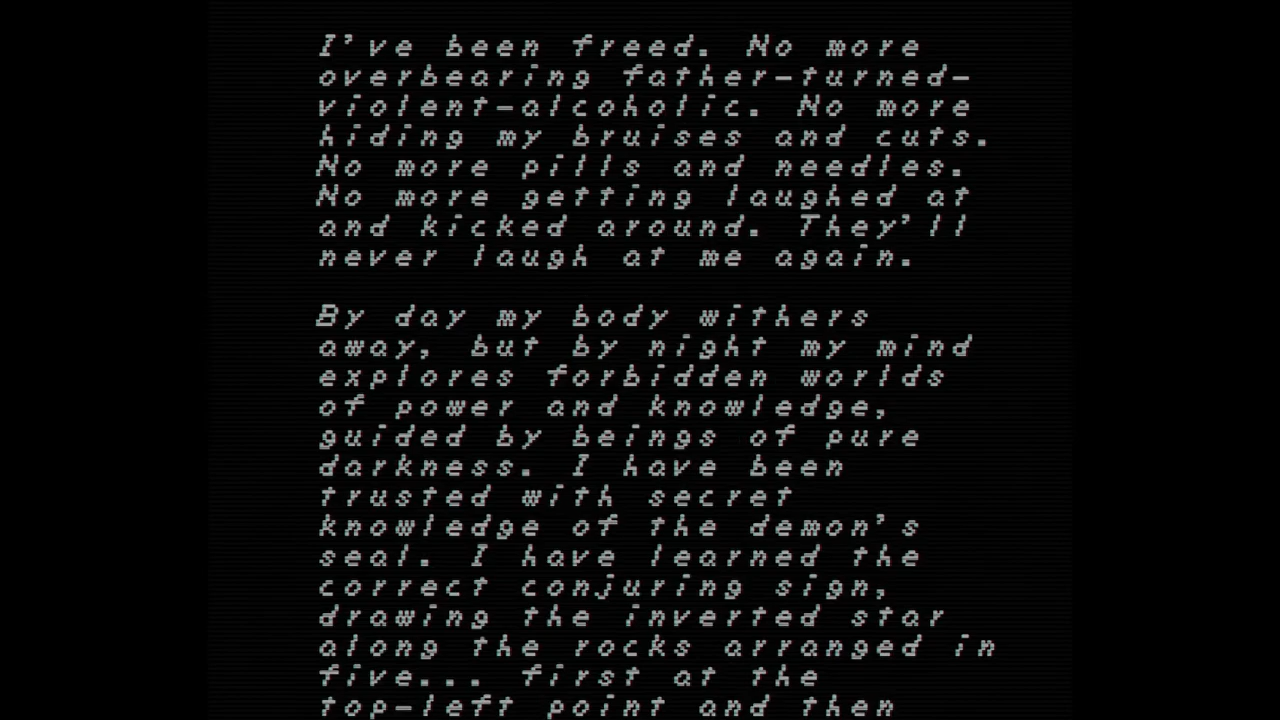 I've been freed. No more
overbearing father-turned-
violent-alcoholic. No more
hiding my bruises and cuts.
No more pills and needles.
No more getting laughed at
and kicked around. They'll
never laugh at me again.
By day my body withers
away, but by night my mind
explores forbidden worlds
of power and knowledge,
guided by beings of pure
darkness. I have been
trusted with secret
knowledge of the demon's
seal. I have learned the
correct conjuring sign,
drawing the inverted star
along the rocks arranged in
five... first at the
top-left point and then